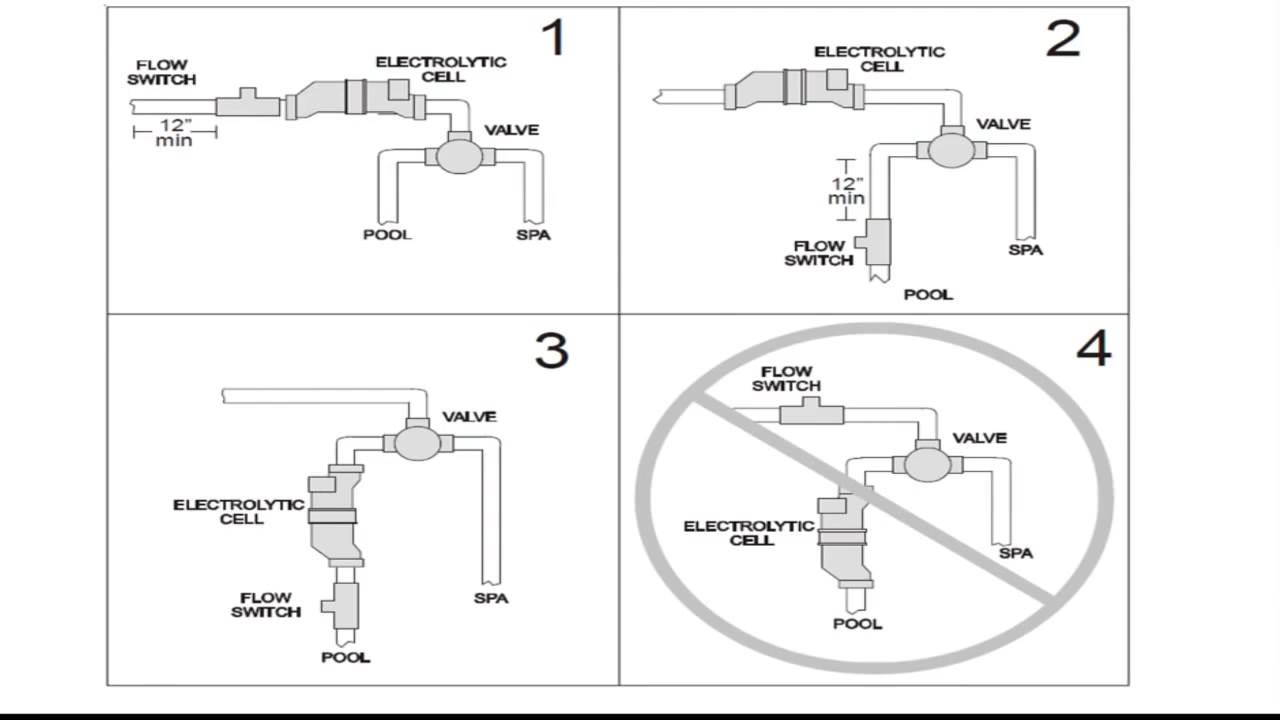 1
FLOW
SWITCH
ELECTROLYTIC
CELL
12”
min
VALVE
POOL
SPA
2
ELECTROLYTIC
CELL
VALVE
12”
min
FLOW
SWITCH
SPA
POOL
3
VALVE
ELECTROLYTIC
CELL
FLOW
SWITCH
SPA
POOL
4
FLOW
SWITCH
VALVE
ELECTROLYTIC
CELL
SPA
POOL